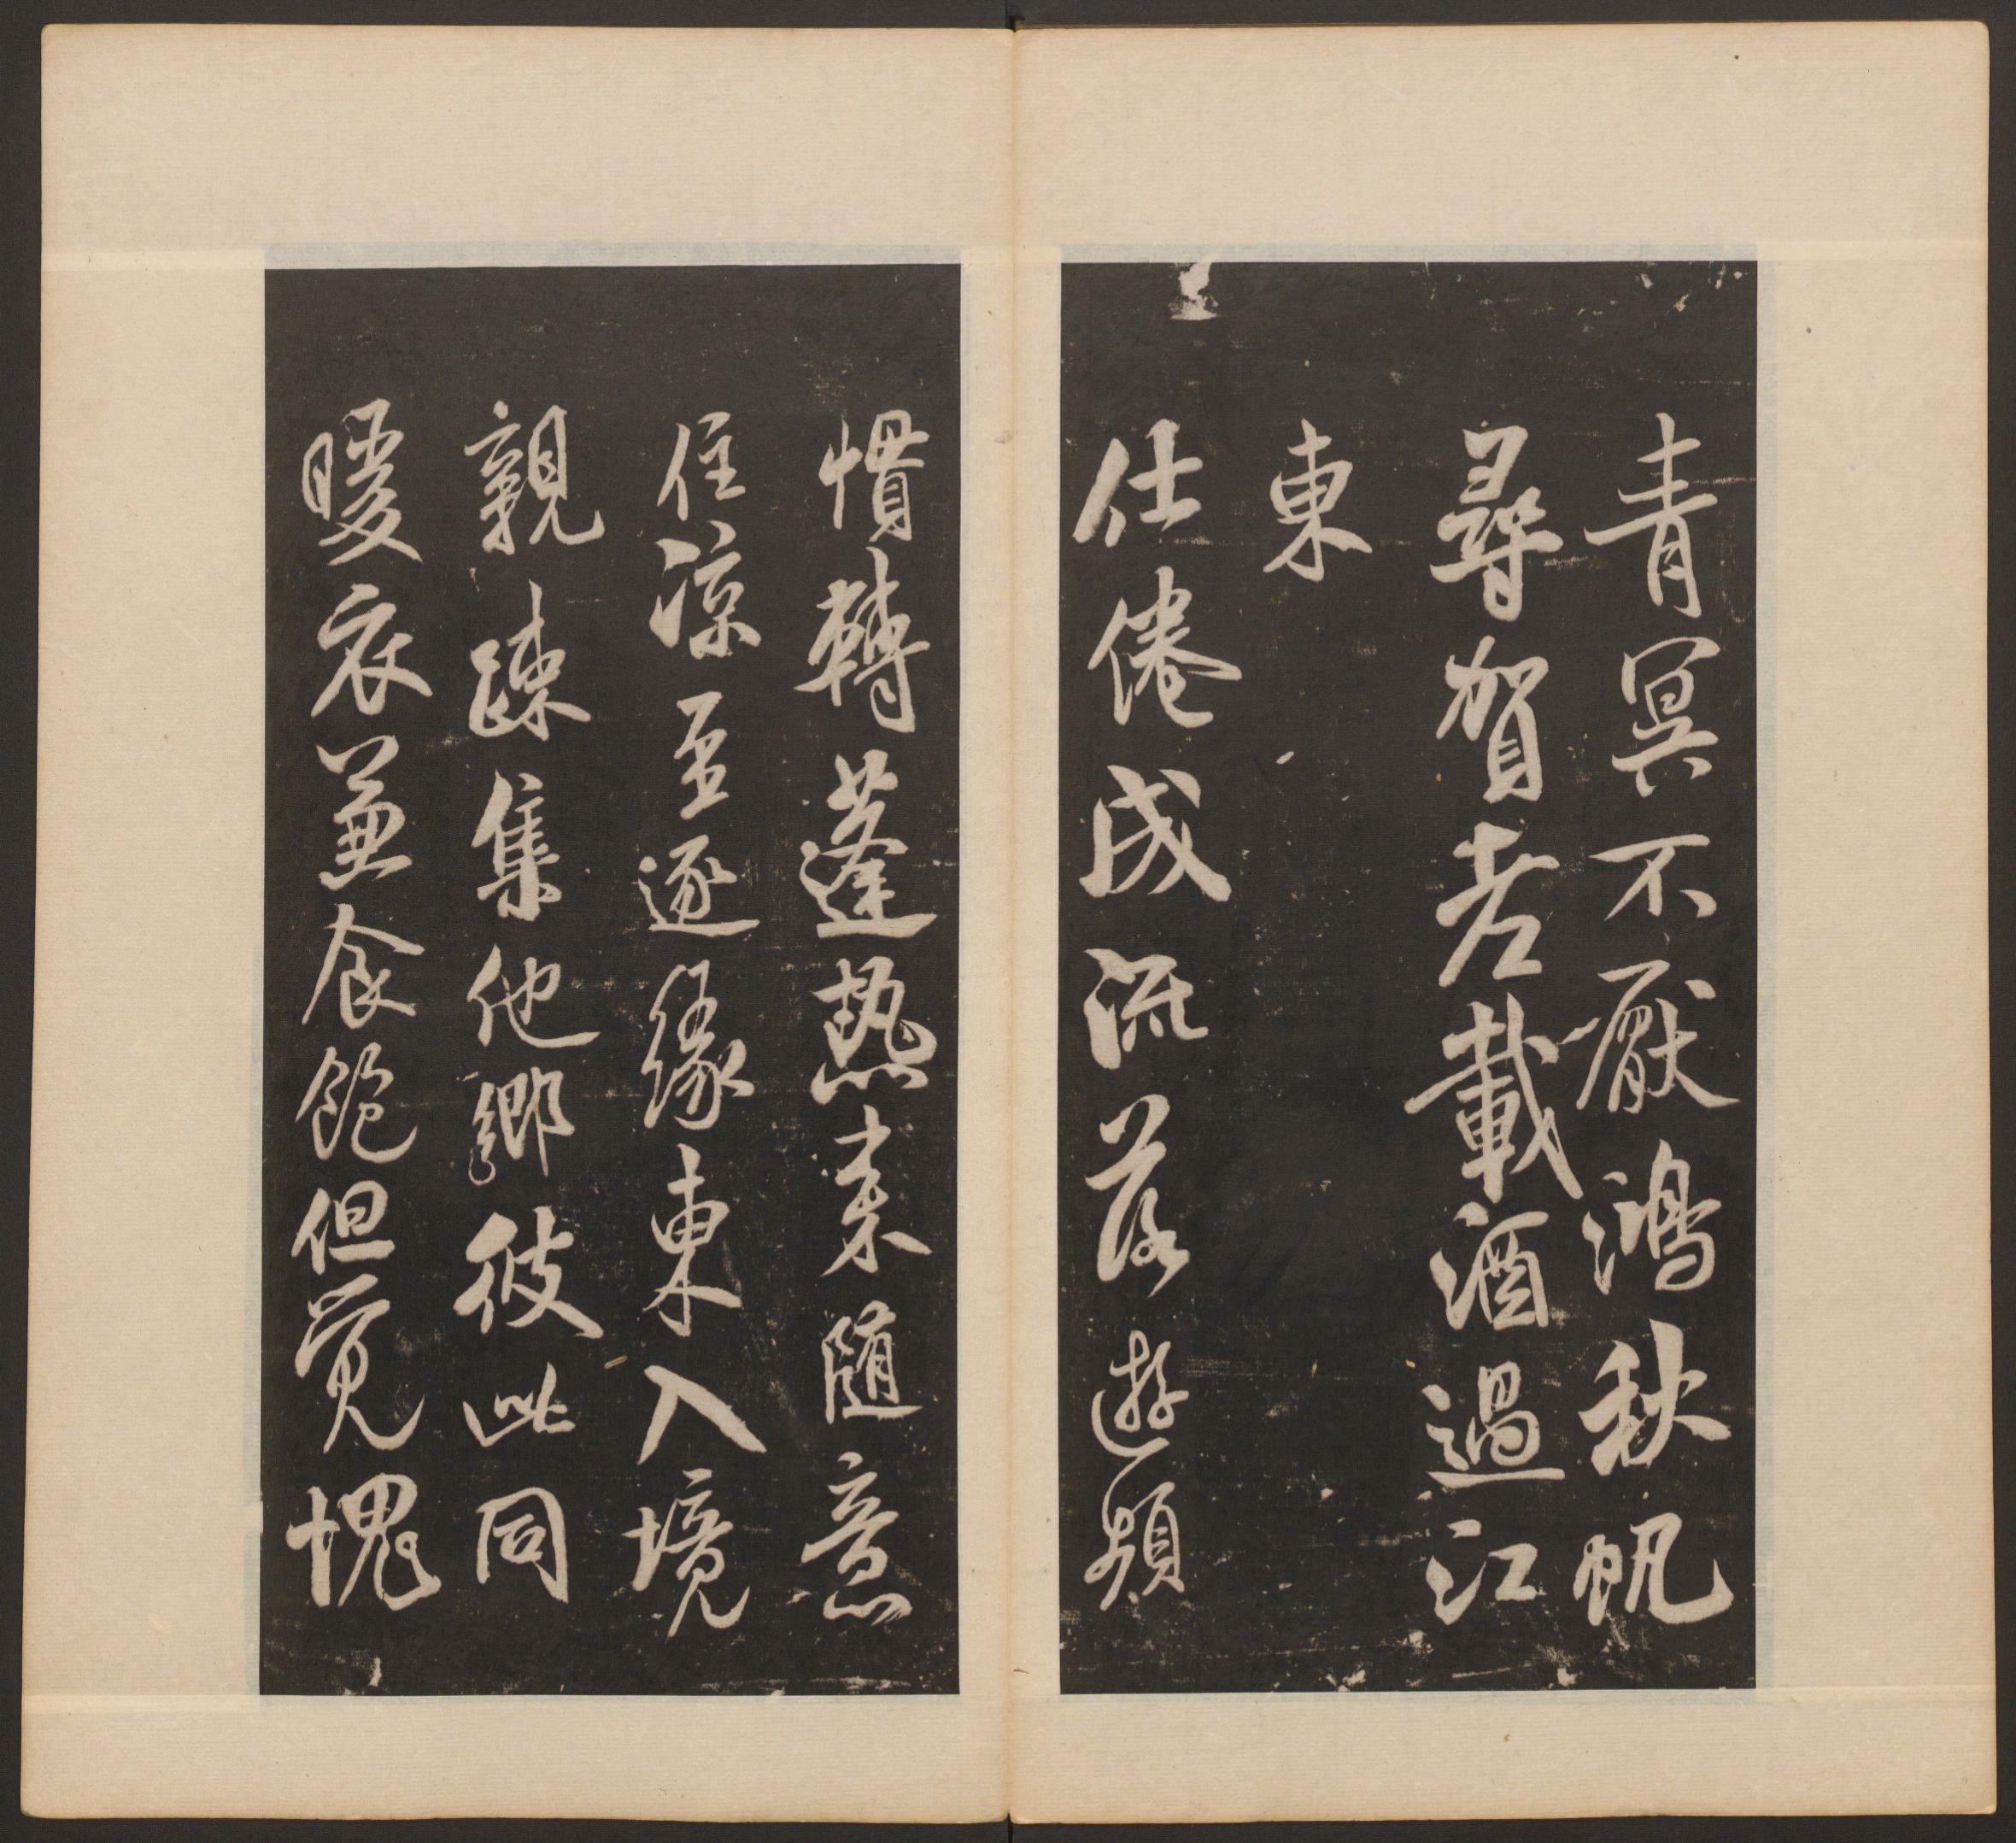 青冥不厭鴻秋帆
尋賀老載酒過江
東
仕倦成流落遊頻
慣轉蓬熱來隨意
住涼至逐緣東入境
親疎集他鄉彼此同
暖衣兼食飽但覺愧